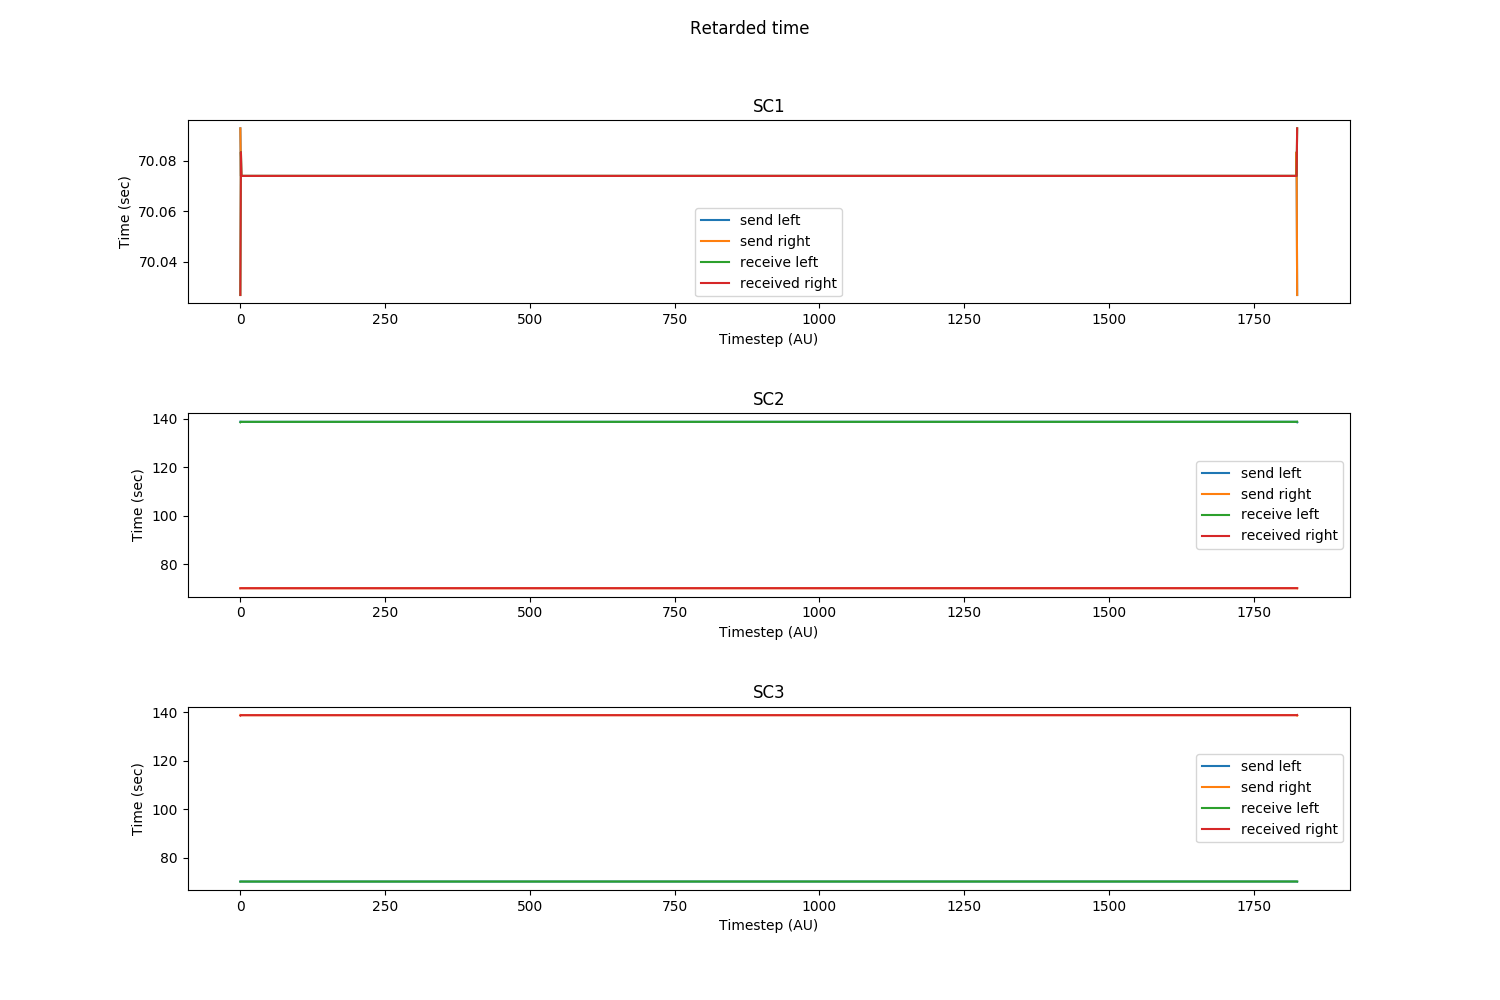 Retarded time
SC1
Time (sec)
70.08
70.06
70.04
send left
send right
receive left
received right
0 250 500 750 1000 1250 1500 1750
Timestep (AU)
SC2
Time (sec)
140
120
100
80
send left
send right
receive left
received right
0 250 500 750 1000 1250 1500 1750
Timestep (AU)
SC3
Time (sec)
140
120
100
80
send left
send right
receive left
received right
0 250 500 750 1000 1250 1500 1750
Timestep (AU)